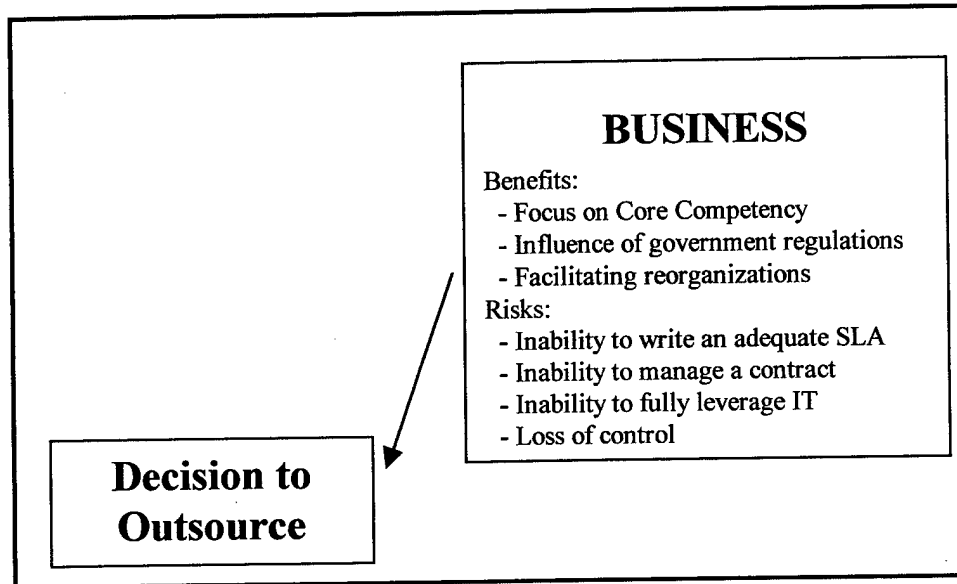 BUSINESS
Benefits:
- Focus on Core Competency
- Influence of government regulations
- Facilitating reorganizations
Risks:
- Inability to write an adequate SLA
- Inability to manage a contract
- Inability to fully leverage IT
- Loss of control
Decision to
Outsource